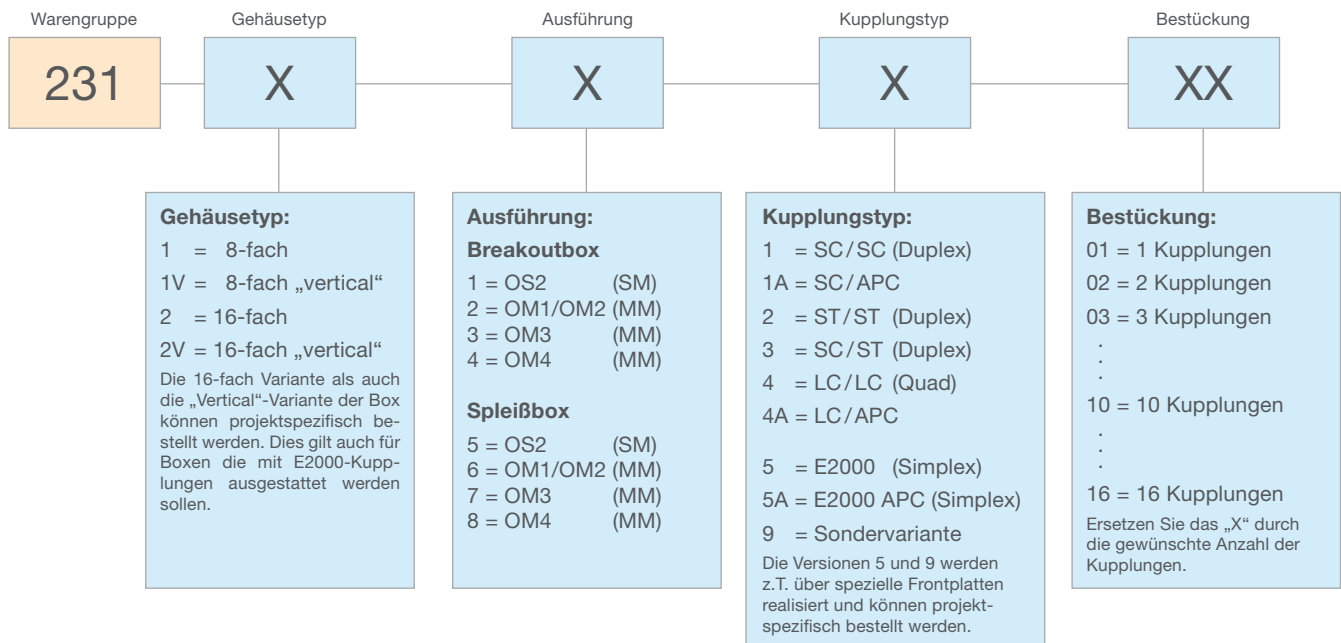 Warengruppe
Gehäusetyp
Ausführung
Kupplungstyp
Bestückung
231
X
X
X
XX
Gehäusetyp:
1 = 8-fach
1V = 8-fach „vertical“
2 = 16-fach
2V = 16-fach „vertical“
Die 16-fach Variante als auch
die „Vertical“-Variante der Box
können projektspezifisch be-
stellt werden. Dies gilt auch für
Boxen die mit E2000-Kupp-
lungen ausgestattet werden
sollen.
Ausführung:
Breakoutbox
1 = OS2 (SM)
2 = OM1/OM2 (MM)
3 = OM3 (MM)
4 = OM4 (MM)
Spleißbox
5 = OS2 (SM)
6 = OM1/OM2 (MM)
7 = OM3 (MM)
8 = OM4 (MM)
Kupplungstyp:
1 = SC/SC (Duplex)
1A = SC/APC
2 = ST/ST (Duplex)
3 = SC/ST (Duplex)
4 = LC/LC (Quad)
4A = LC/APC
5 = E2000 (Simplex)
5A = E2000 APC (Simplex)
9 = Sondervariante
Die Versionen 5 und 9 werden
z.T. über spezielle Frontplatten
realisiert und können projekt-
spezifisch bestellt werden.
Bestückung:
01 = 1 Kupplungen
02 = 2 Kupplungen
03 = 3 Kupplungen
.
.
.
10 = 10 Kupplungen
.
.
.
16 = 16 Kupplungen
Ersetzen Sie das „X“ durch
die gewünschte Anzahl der
Kupplungen.